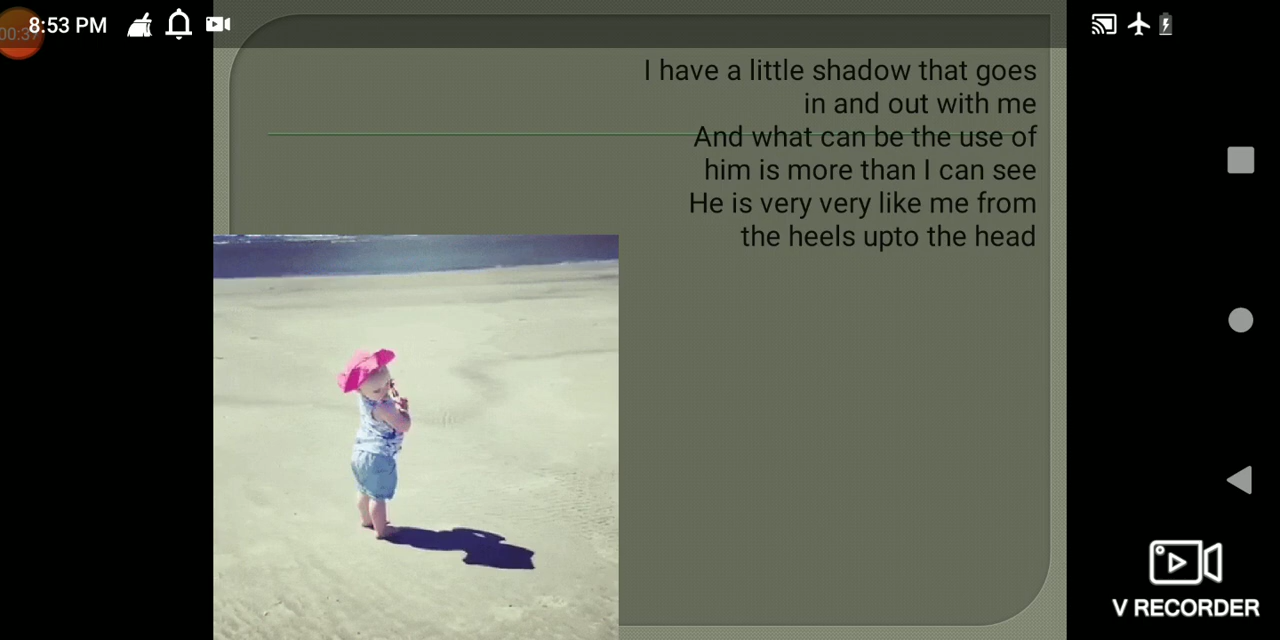 00:37
8:53 PM
I have a little shadow that goes
in and out with me
And what can be the use of
him is more than I can see
He is very very like me from
the heels upto the head
V RECORDER